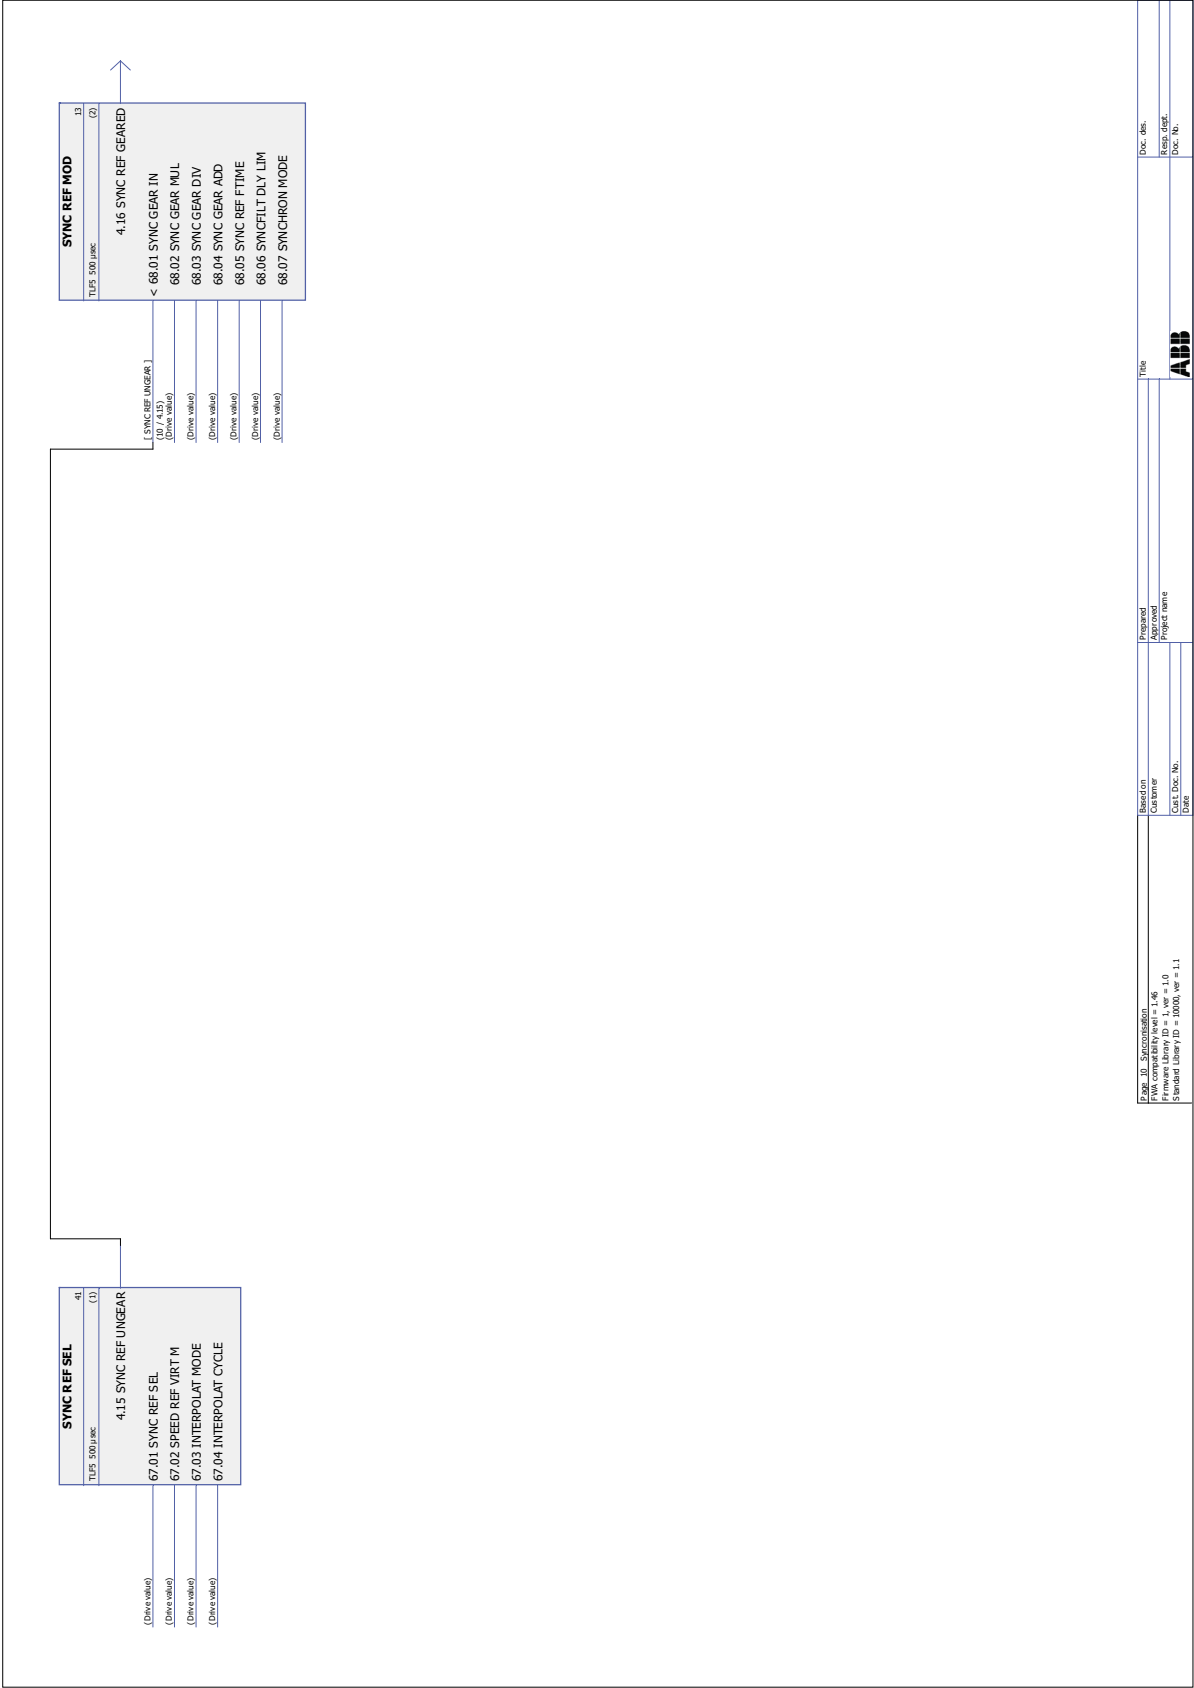 SYNC REF SEL
41
TLF5 500 µsec
(1)
4.15 SYNC REF UNGEAR
(Drive value)
67.01 SYNC REF SEL
(Drive value)
67.02 SPEED REF VIRT M
(Drive value)
67.03 INTERPOLAT MODE
(Drive value)
67.04 INTERPOLAT CYCLE
SYNC REF MOD
13
TLF5 500 µsec
(2)
4.16 SYNC REF GEARED
[ SYNC REF UNGEAR ]
(10 / 4.15)
< 68.01 SYNC GEAR IN
(Drive value)
68.02 SYNC GEAR MUL
(Drive value)
68.03 SYNC GEAR DIV
(Drive value)
68.04 SYNC GEAR ADD
(Drive value)
68.05 SYNC REF FTIME
(Drive value)
68.06 SYNCFILT DLY LIM
(Drive value)
68.07 SYNCHRON MODE
Page 10 Syncronisation
FWA compatibility level = 1.46
Firmware Library ID = 1, ver = 1.0
Standard Library ID = 10000, ver = 1.1
Based on
Customer
Cust. Doc. No.
Date
Prepared
Approved
Project name
Title
ABB
Doc. des.
Resp. dept.
Doc. No.